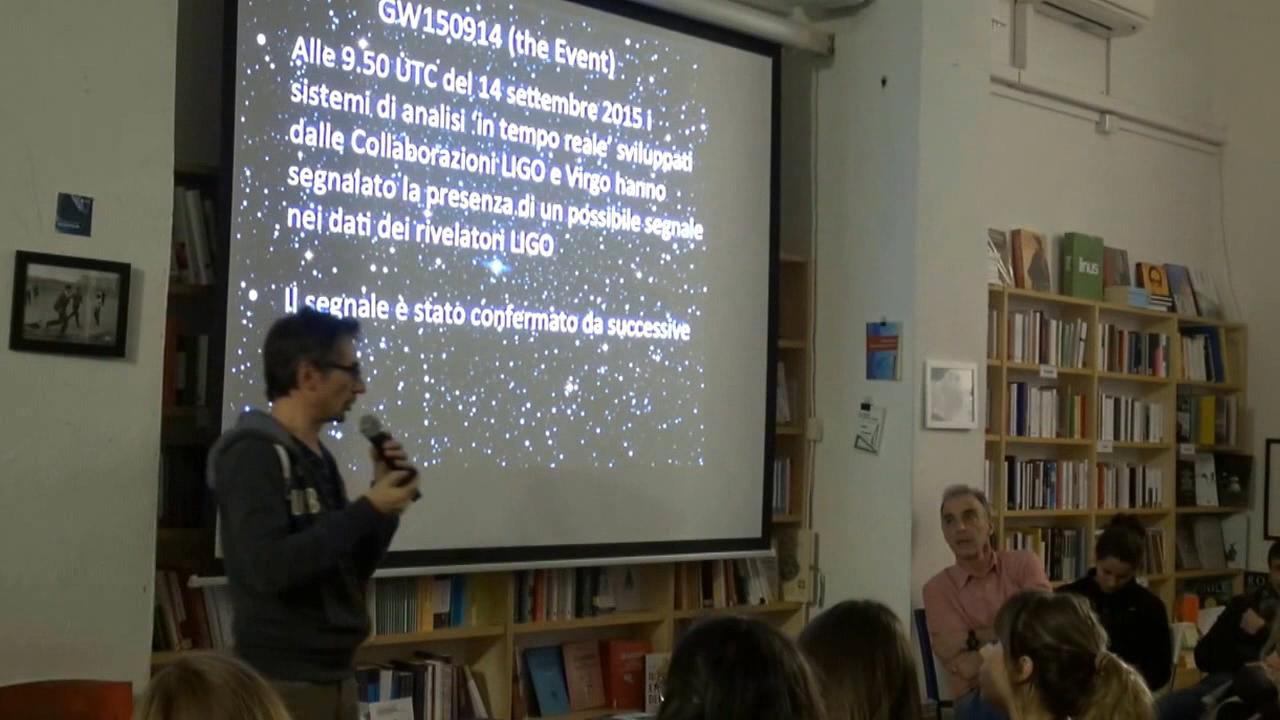 GW150914 (the Event)
• Alle 9.50 UTC del 14 settembre 2015 i
sistemi di analisi ‘in tempo reale’ sviluppati
dalle Collaborazioni LIGO e Virgo hanno
segnalato la presenza di un possibile segnale
nei dati dei rivelatori LIGO
• Il segnale è stato confermato da successive
linus